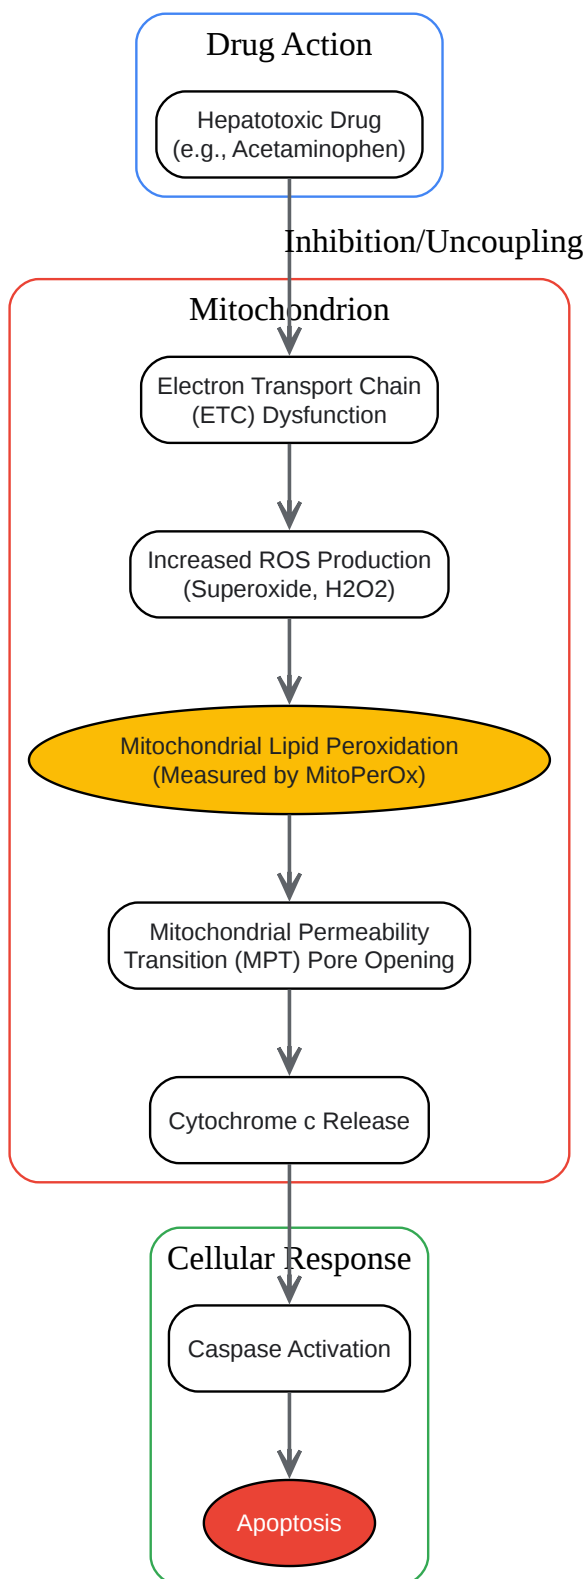 Drug Action
Hepatotoxic Drug
(e.g., Acetaminophen)
Inhibition/Uncoupling
Mitochondrion
Electron Transport Chain
(ETC) Dysfunction
Increased ROS Production
(Superoxide, H2O2)
Mitochondrial Lipid Peroxidation
(Measured by MitoPerOx)
Mitochondrial Permeability
Transition (MPT) Pore Opening
Cytochrome c Release
Cellular Response
Caspase Activation
Apoptosis